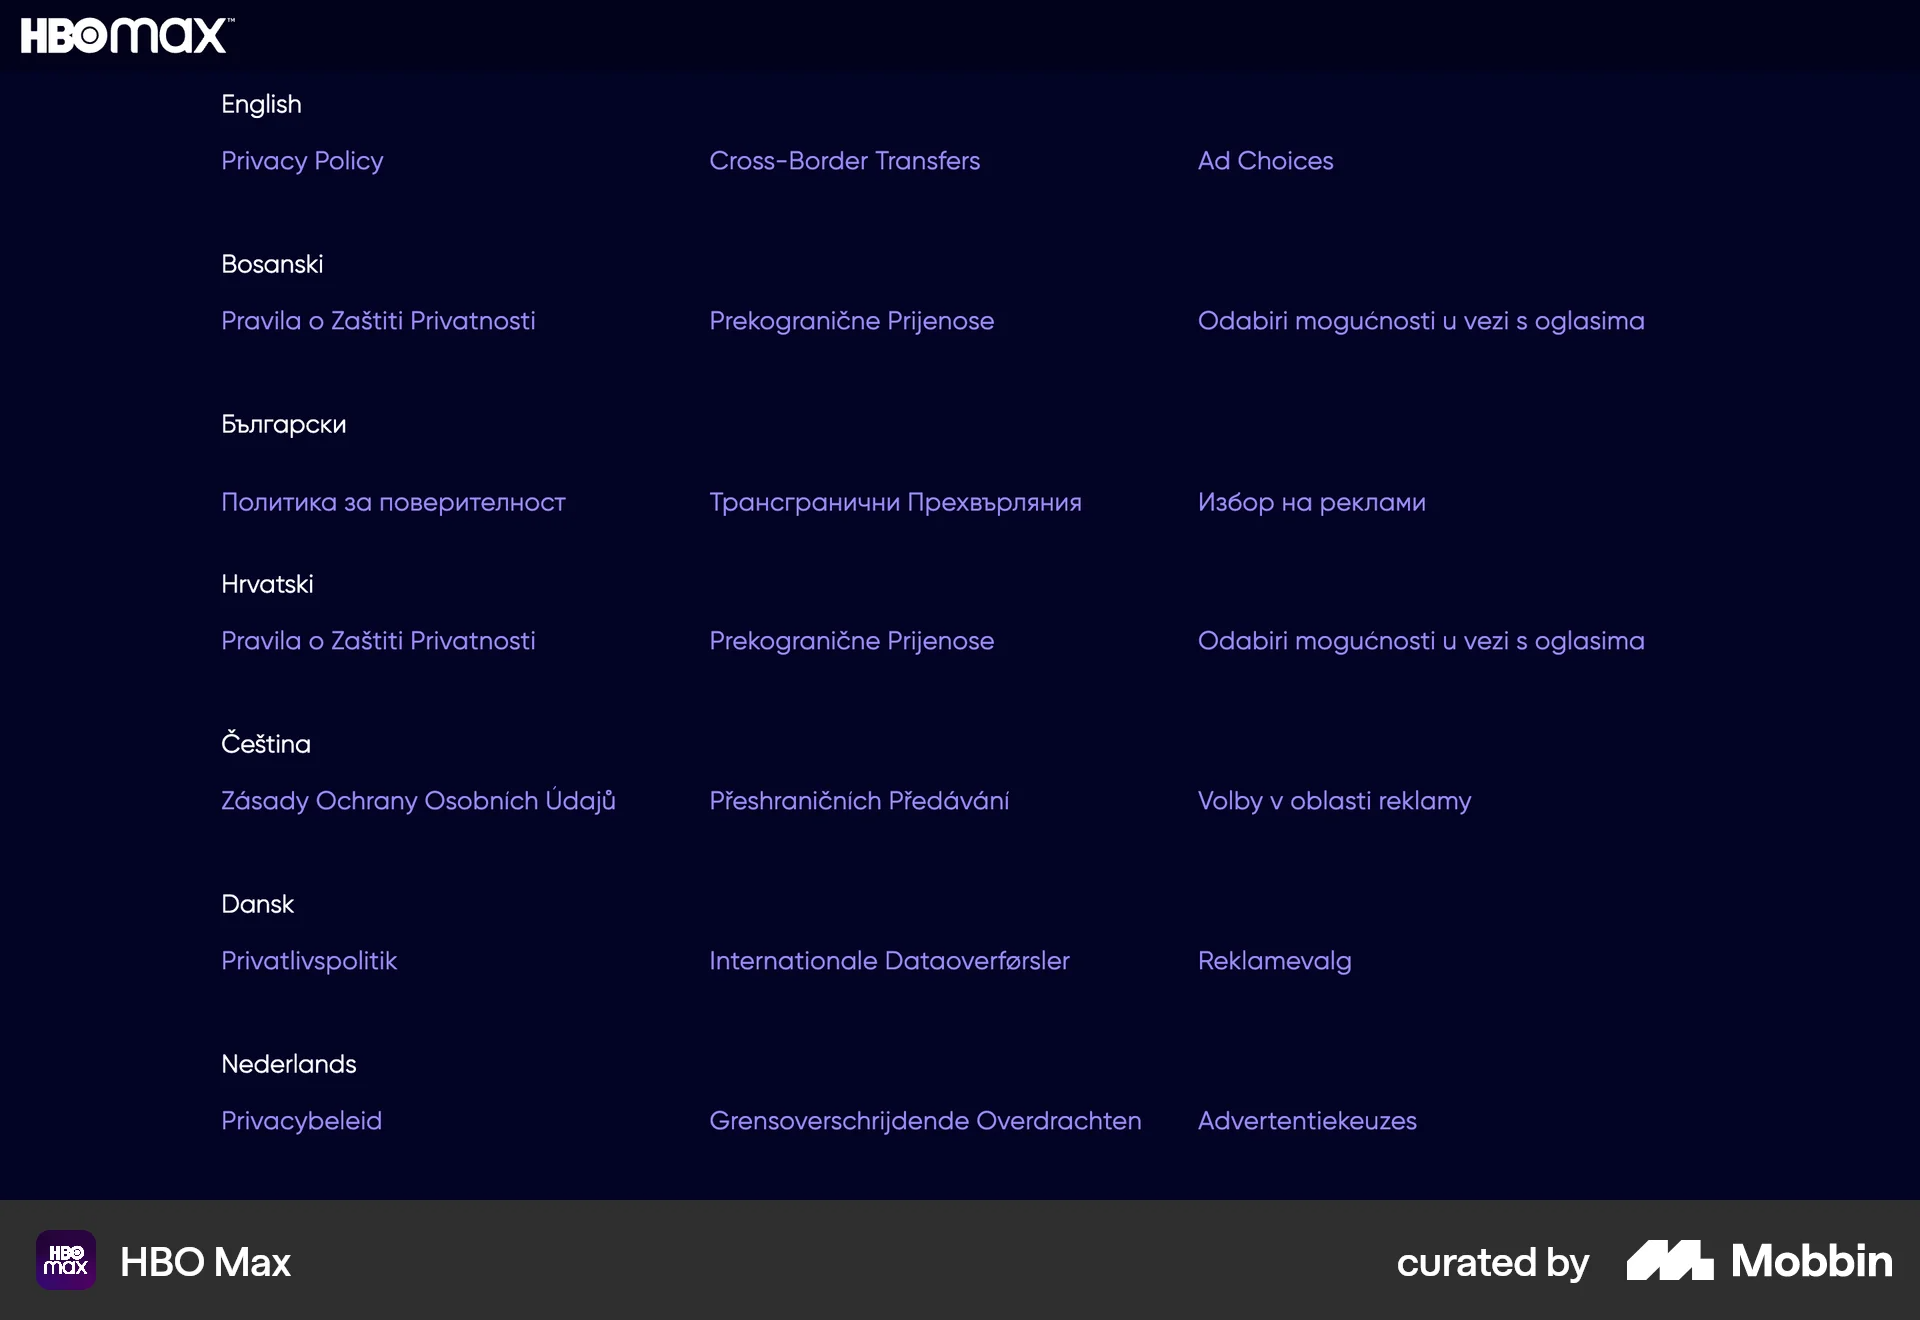 HBOmax™
English
Privacy Policy Cross-Border Transfers Ad Choices
Bosanski
Pravila o Zaštiti Privatnosti Prekogranične Prijenose Odabiri mogućnosti u vezi s oglasima
Български
Политика за поверителност Трансгранични Прехвърляния Избор на реклами
Hrvatski
Pravila o Zaštiti Privatnosti Prekogranične Prijenose Odabiri mogućnosti u vezi s oglasima
Čeština
Zásady Ochrany Osobních Údajů Přeshraničních Předávání Volby v oblasti reklamy
Dansk
Privatlivspolitik Internationale Dataoverførsler Reklamevalg
Nederlands
Privacybeleid Grensoverschrijdende Overdrachten Advertentiekeuzes
HBO max HBO Max curated by Mobbin